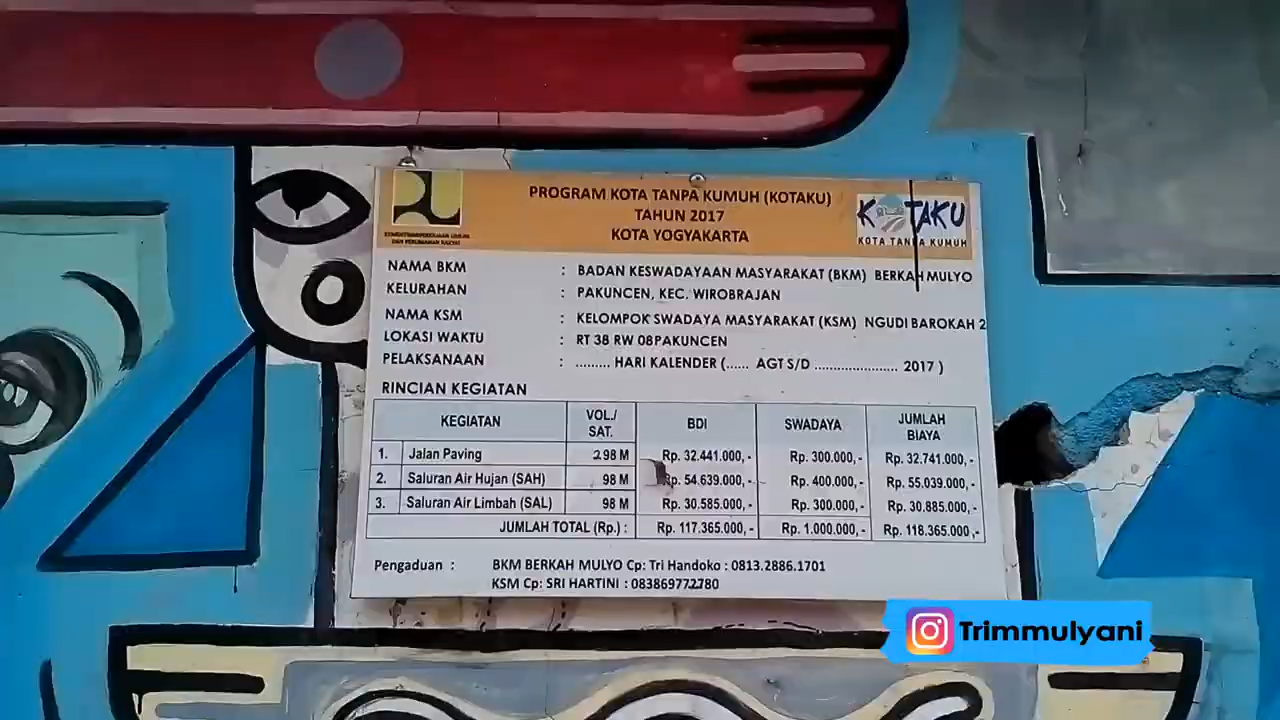 PROGRAM KOTA TANPA KUMUH (KOTAKU)
TAHUN 2017
KOTA YOGYAKARTA
KEMENTERIAN PEKERJAAN UMUM
DAN PERUMAHAN RAKYAT
KOTAKU
KOTA TANPA KUMUH
NAMA BKM : BADAN KESWADAYAAN MASYARAKAT (BKM) BERKAH MULYO
KELURAHAN : PAKUNCEN, KEC. WIROBRAJAN
NAMA KSM : KELOMPOK SWADAYA MASYARAKAT (KSM) NGUDI BAROKAH 2
LOKASI WAKTU : RT 38 RW 08PAKUNCEN
PELAKSANAAN : ......... HARI KALENDER (...... AGT S/D ...................... 2017 )
RINCIAN KEGIATAN
KEGIATAN VOL./ SAT. BDI SWADAYA JUMLAH BIAYA
1. Jalan Paving 298 M Rp. 32.441.000,- Rp. 300.000,- Rp. 32.741.000,-
2. Saluran Air Hujan (SAH) 98 M Rp. 54.639.000,- Rp. 400.000,- Rp. 55.039.000,-
3. Saluran Air Limbah (SAL) 98 M Rp. 30.585.000,- Rp. 300.000,- Rp. 30.885.000,-
JUMLAH TOTAL (Rp.) : Rp. 117.365.000,- Rp. 1.000.000,- Rp. 118.365.000,-
Pengaduan : BKM BERKAH MULYO Cp: Tri Handoko : 0813.2886.1701
KSM Cp: SRI HARTINI : 083869772780
Trimmulyani